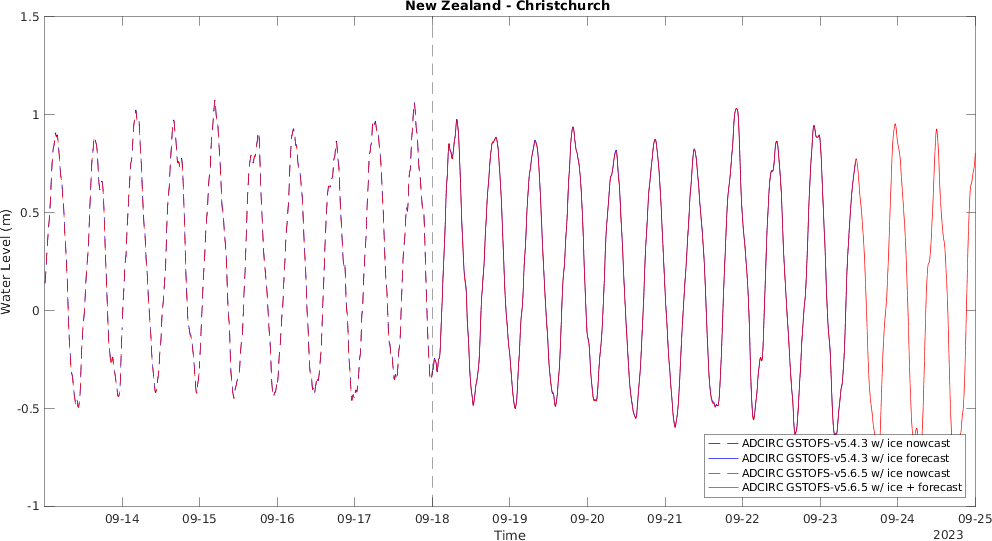 New Zealand - Christchurch
1.5
1
0.5
0
-0.5
-1
Water Level (m)
09-14
09-15
09-16
09-17
09-18
09-19
09-20
09-21
09-22
09-23
09-24
09-25
Time
2023
ADCIRC GSTOFS-v5.4.3 w/ ice nowcast
ADCIRC GSTOFS-v5.4.3 w/ ice forecast
ADCIRC GSTOFS-v5.6.5 w/ ice nowcast
ADCIRC GSTOFS-v5.6.5 w/ ice + forecast